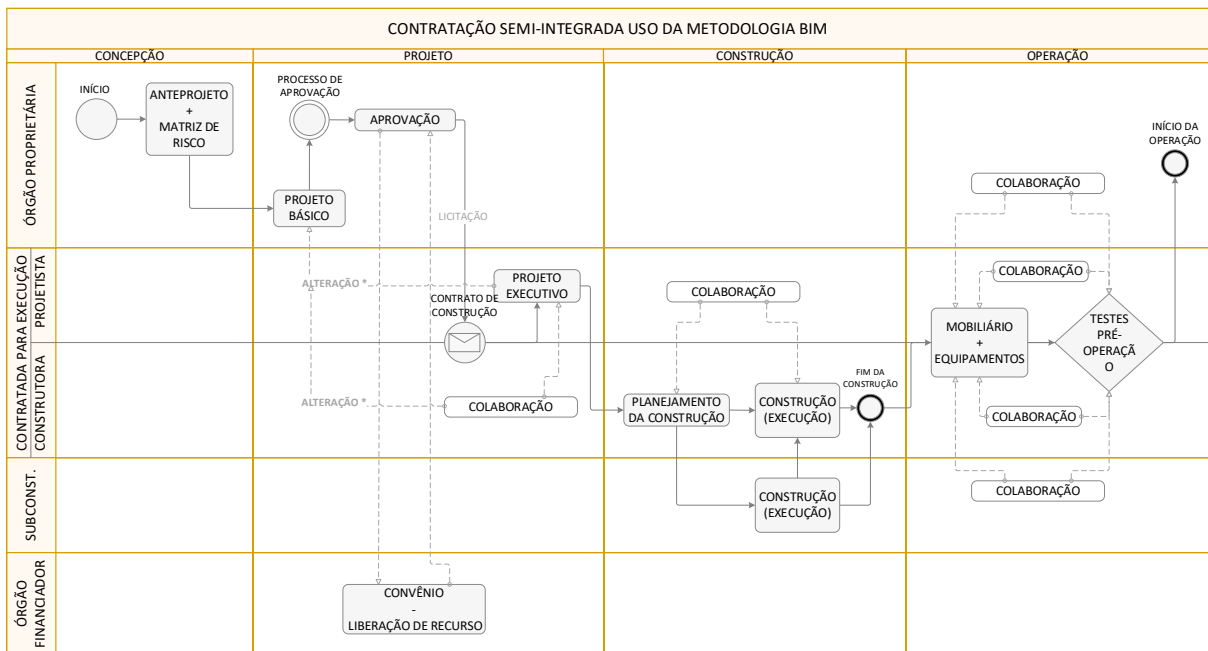 CONTRATAÇÃO SEMI-INTEGRADA USO DA METODOLOGIA BIM
CONCEPÇÃO
PROJETO
CONSTRUÇÃO
OPERAÇÃO
ÓRGÃO PROPRIETÁRIA
INÍCIO
ANTEPROJETO
+
MATRIZ DE
RISCO
PROCESSO DE
APROVAÇÃO
APROVAÇÃO
PROJETO
BÁSICO
LICITAÇÃO
COLABORAÇÃO
INÍCIO DA
OPERAÇÃO
CONTRATADA PARA EXECUÇÃO
PROJETISTA
ALTERAÇÃO *
PROJETO
EXECUTIVO
CONTRATO DE
CONSTRUÇÃO
COLABORAÇÃO
COLABORAÇÃO
MOBILIÁRIO
+
EQUIPAMENTOS
TESTES
PRÉ-
OPERAÇÃ
O
CONSTRUTORA
ALTERAÇÃO *
COLABORAÇÃO
PLANEJAMENTO
DA CONSTRUÇÃO
CONSTRUÇÃO
(EXECUÇÃO)
FIM DA
CONSTRUÇÃO
COLABORAÇÃO
SUBCONST.
CONSTRUÇÃO
(EXECUÇÃO)
COLABORAÇÃO
ÓRGÃO
FINANCIADOR
CONVÊNIO
-
LIBERAÇÃO DE RECURSO